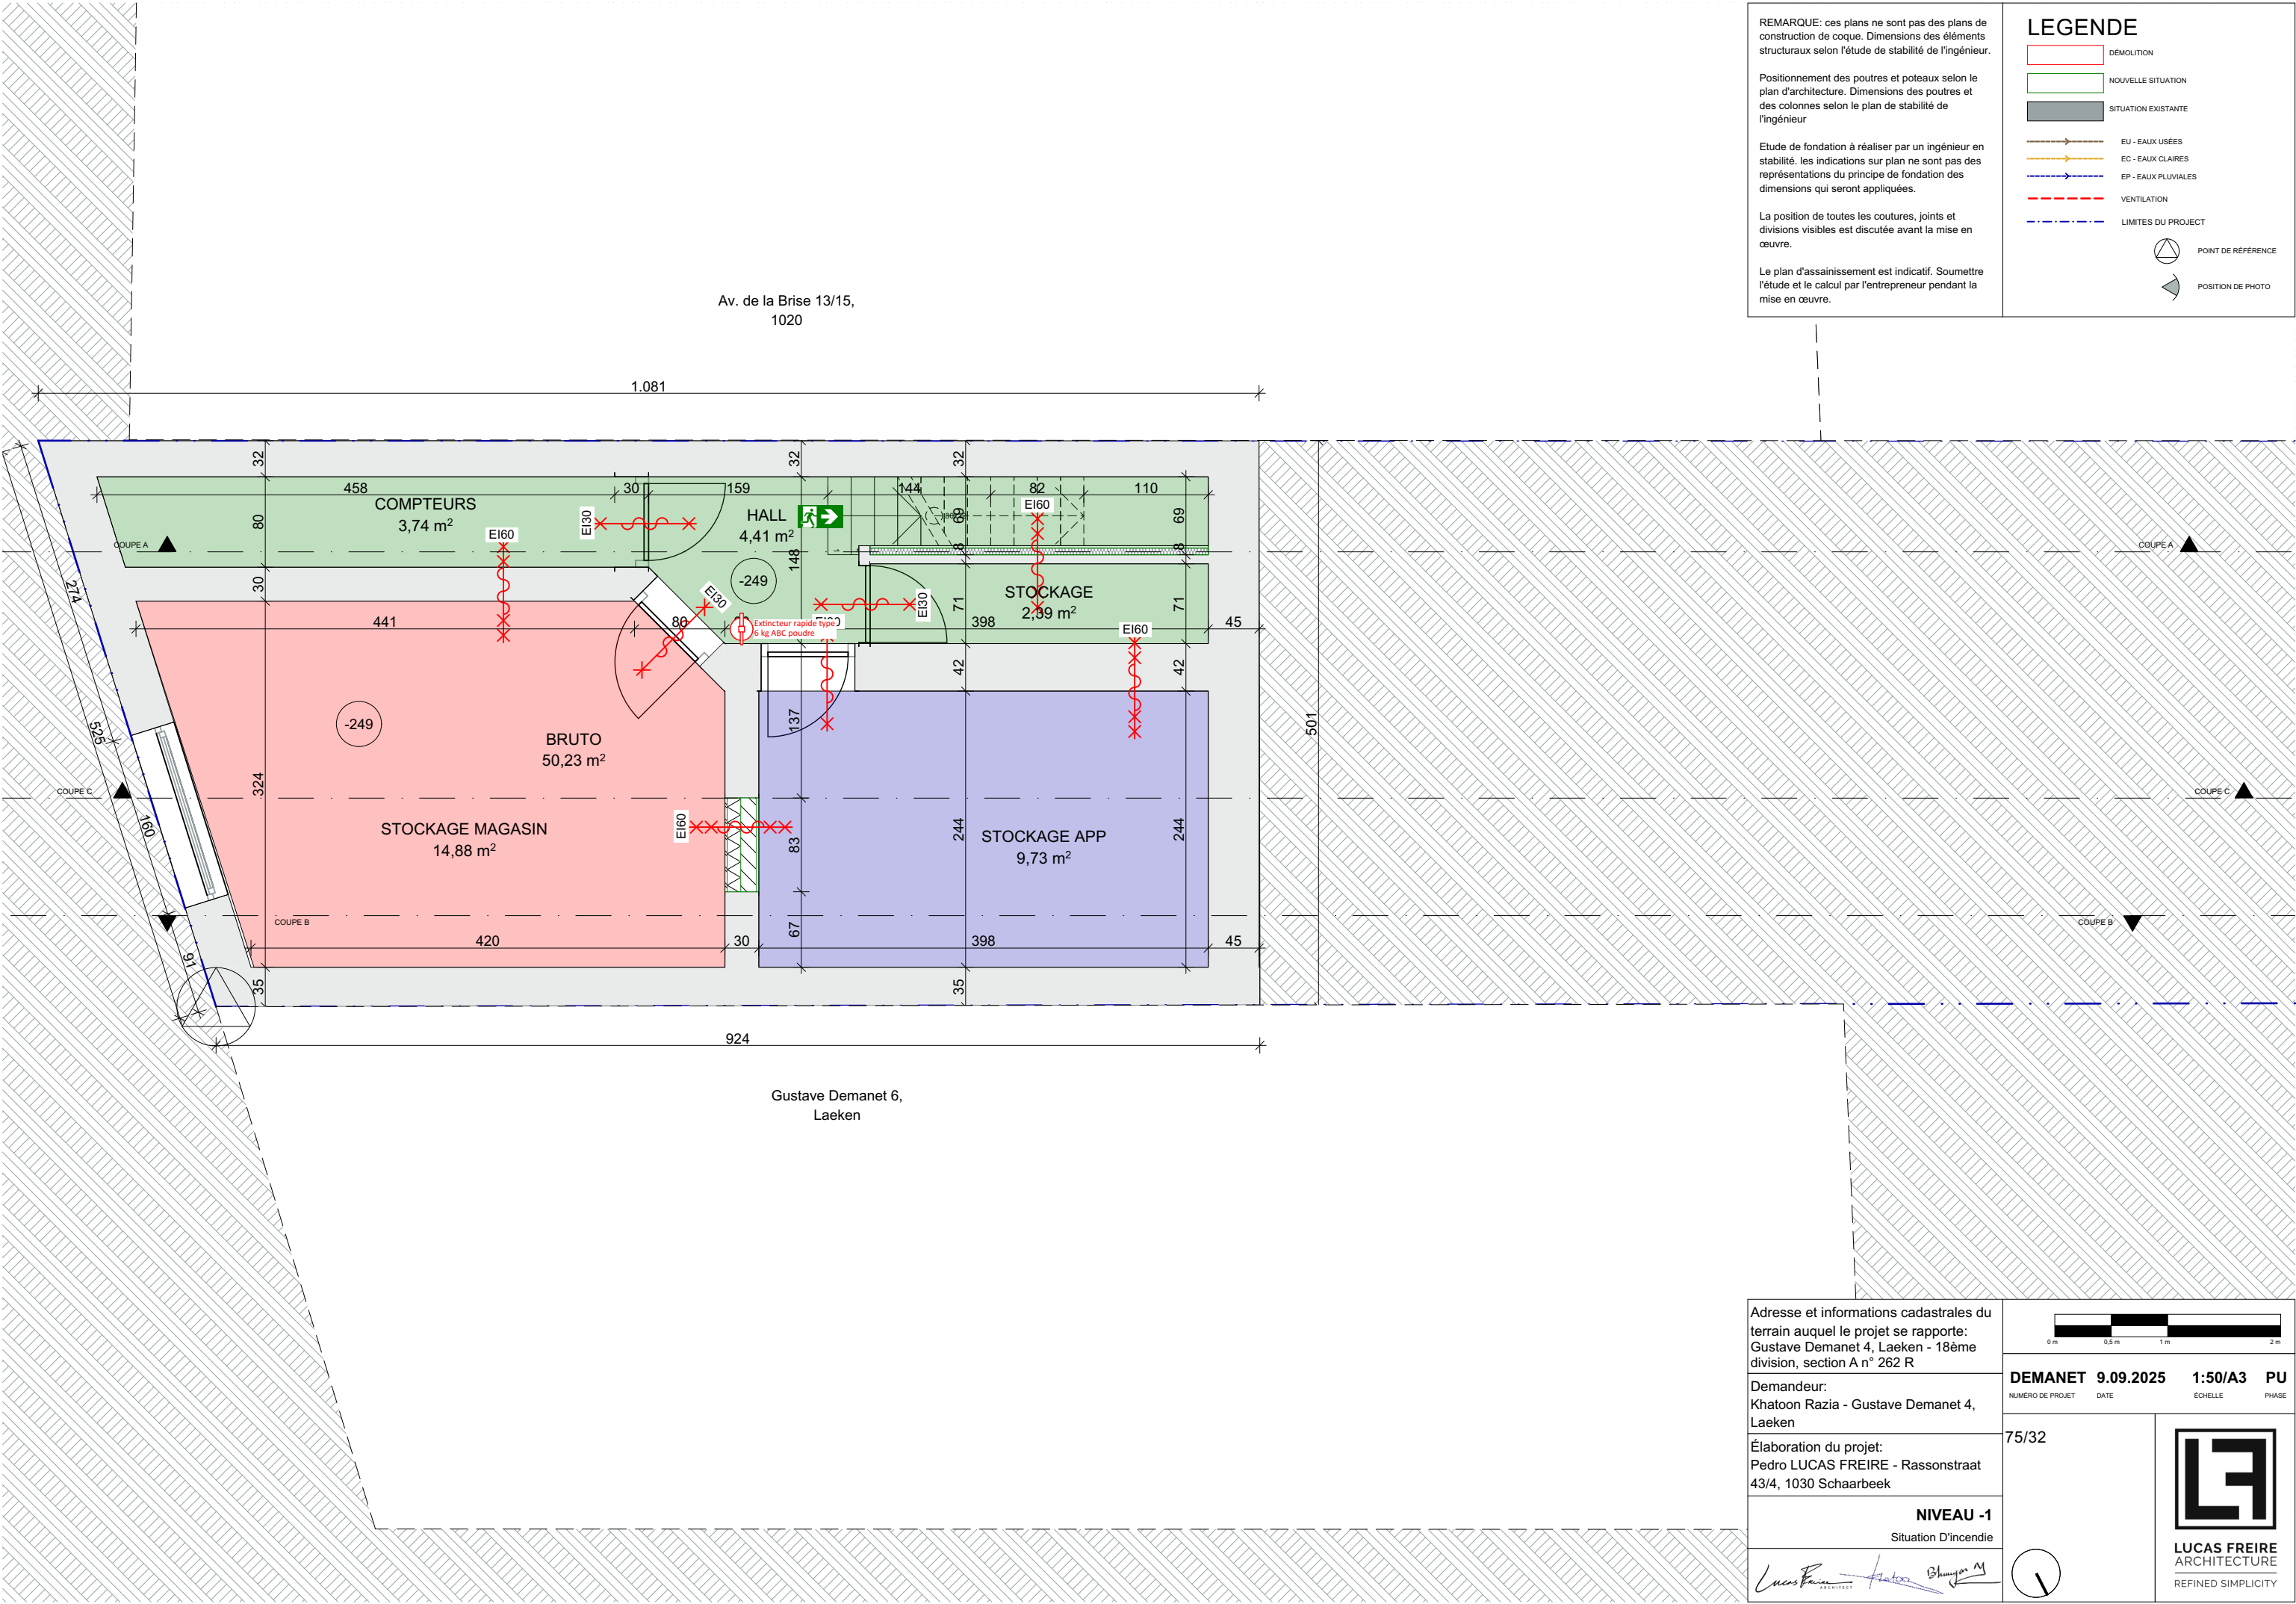 REMARQUE: ces plans ne sont pas des plans de
construction de coque. Dimensions des éléments
structuraux selon l'étude de stabilité de l'ingénieur.
Positionnement des poutres et poteaux selon le
plan d'architecture. Dimensions des poutres et
des colonnes selon le plan de stabilité de
l'ingénieur
Etude de fondation à réaliser par un ingénieur en
stabilité. les indications sur plan ne sont pas des
représentations du principe de fondation des
dimensions qui seront appliquées.
La position de toutes les coutures, joints et
divisions visibles est discutée avant la mise en
œuvre.
Le plan d'assainissement est indicatif. Soumettre
l'étude et le calcul par l'entrepreneur pendant la
mise en œuvre.
LEGENDE
DÉMOLITION
NOUVELLE SITUATION
SITUATION EXISTANTE
EU - EAUX USÉES
EC - EAUX CLAIRES
EP - EAUX PLUVIALES
VENTILATION
LIMITES DU PROJECT
POINT DE RÉFÉRENCE
POSITION DE PHOTO
Av. de la Brise 13/15,
1020
1.081
32
32
32
458
30
159
144
82
110
COMPTEURS
3,74 m²
EI30
HALL
4,41 m²
EI60
80
69
69
EI60
COUPE A
COUPE A
148
8
8
30
-249
274
EI30
EI30
STOCKAGE
2,39 m²
71
71
441
80
Extincteur rapide type
6 kg ABC poudre
398
45
EI60
42
42
-249
525
137
501
BRUTO
50,23 m²
324
COUPE C
COUPE C
160
STOCKAGE MAGASIN
14,88 m²
EI60
83
244
244
STOCKAGE APP
9,73 m²
COUPE B
COUPE B
67
420
30
398
45
91
35
35
924
Gustave Demanet 6,
Laeken
Adresse et informations cadastrales du
terrain auquel le projet se rapporte:
Gustave Demanet 4, Laeken - 18ème
division, section A n° 262 R
Demandeur:
Khatoon Razia - Gustave Demanet 4,
Laeken
Élaboration du projet:
Pedro LUCAS FREIRE - Rassonstraat
43/4, 1030 Schaarbeek
NIVEAU -1
Situation D'incendie
0 m
0,5 m
1 m
2 m
DEMANET
9.09.2025
1:50/A3
PU
NUMÉRO DE PROJET
DATE
ÉCHELLE
PHASE
75/32
LF
LUCAS FREIRE
ARCHITECTURE
REFINED SIMPLICITY
Lucas Freire
ARCHITECT